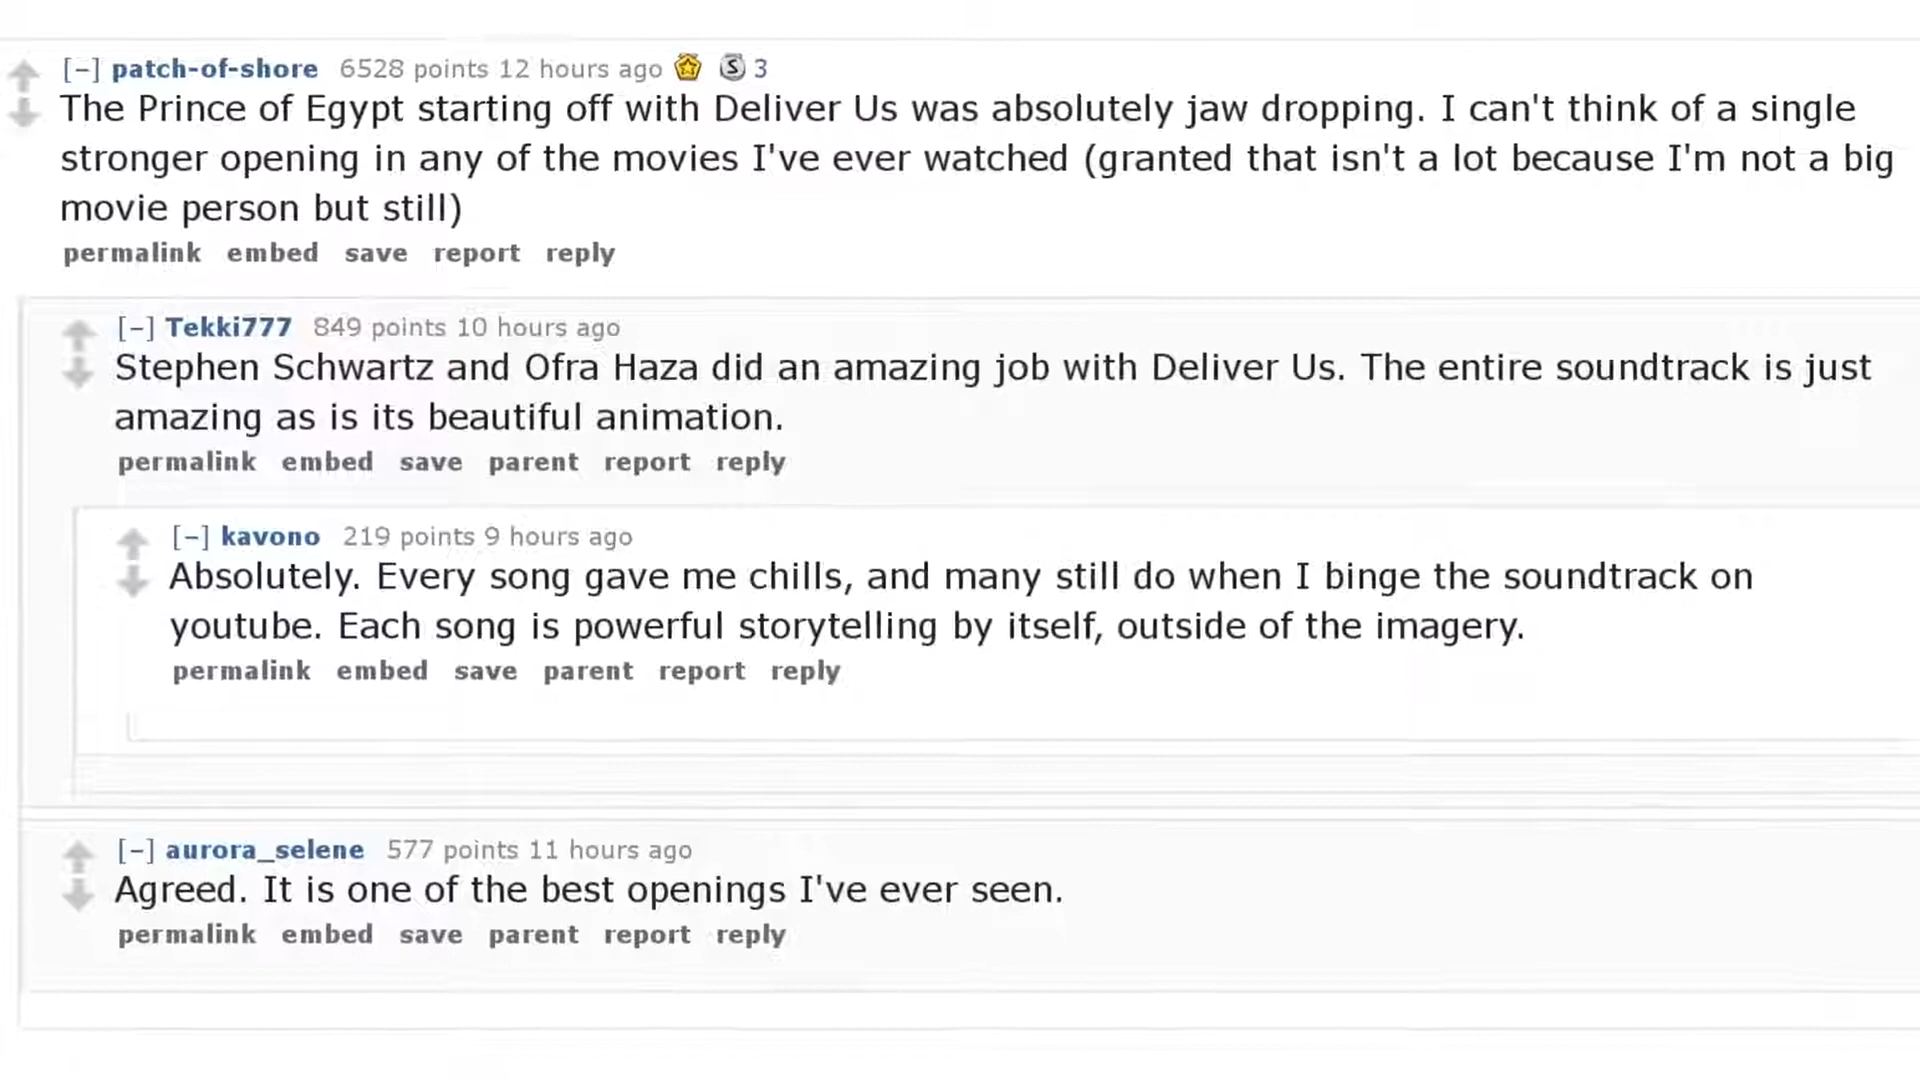 [–] patch-of-shore 6528 points 12 hours ago S 3
The Prince of Egypt starting off with Deliver Us was absolutely jaw dropping. I can't think of a single
stronger opening in any of the movies I've ever watched (granted that isn't a lot because I'm not a big
movie person but still)
permalink embed save report reply
[–] Tekki777 849 points 10 hours ago
Stephen Schwartz and Ofra Haza did an amazing job with Deliver Us. The entire soundtrack is just
amazing as is its beautiful animation.
permalink embed save parent report reply
[–] kavono 219 points 9 hours ago
Absolutely. Every song gave me chills, and many still do when I binge the soundtrack on
youtube. Each song is powerful storytelling by itself, outside of the imagery.
permalink embed save parent report reply
[–] aurora_selene 577 points 11 hours ago
Agreed. It is one of the best openings I've ever seen.
permalink embed save parent report reply